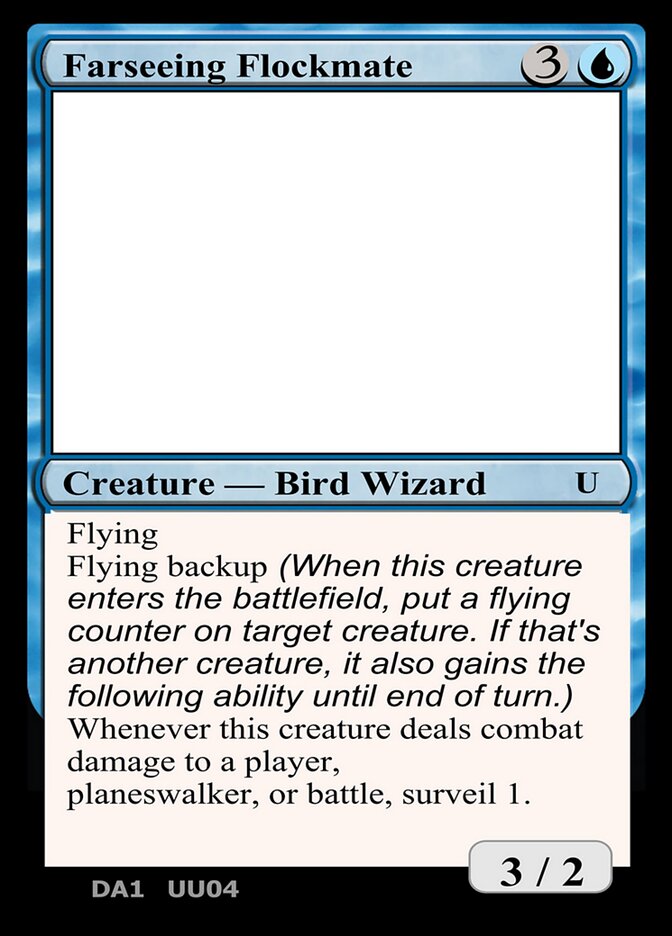 Farseeing Flockmate 3
Creature — Bird Wizard U
Flying
Flying backup (When this creature
enters the battlefield, put a flying
counter on target creature. If that's
another creature, it also gains the
following ability until end of turn.)
Whenever this creature deals combat
damage to a player,
planeswalker, or battle, surveil 1.
3 / 2
DA1 UU04